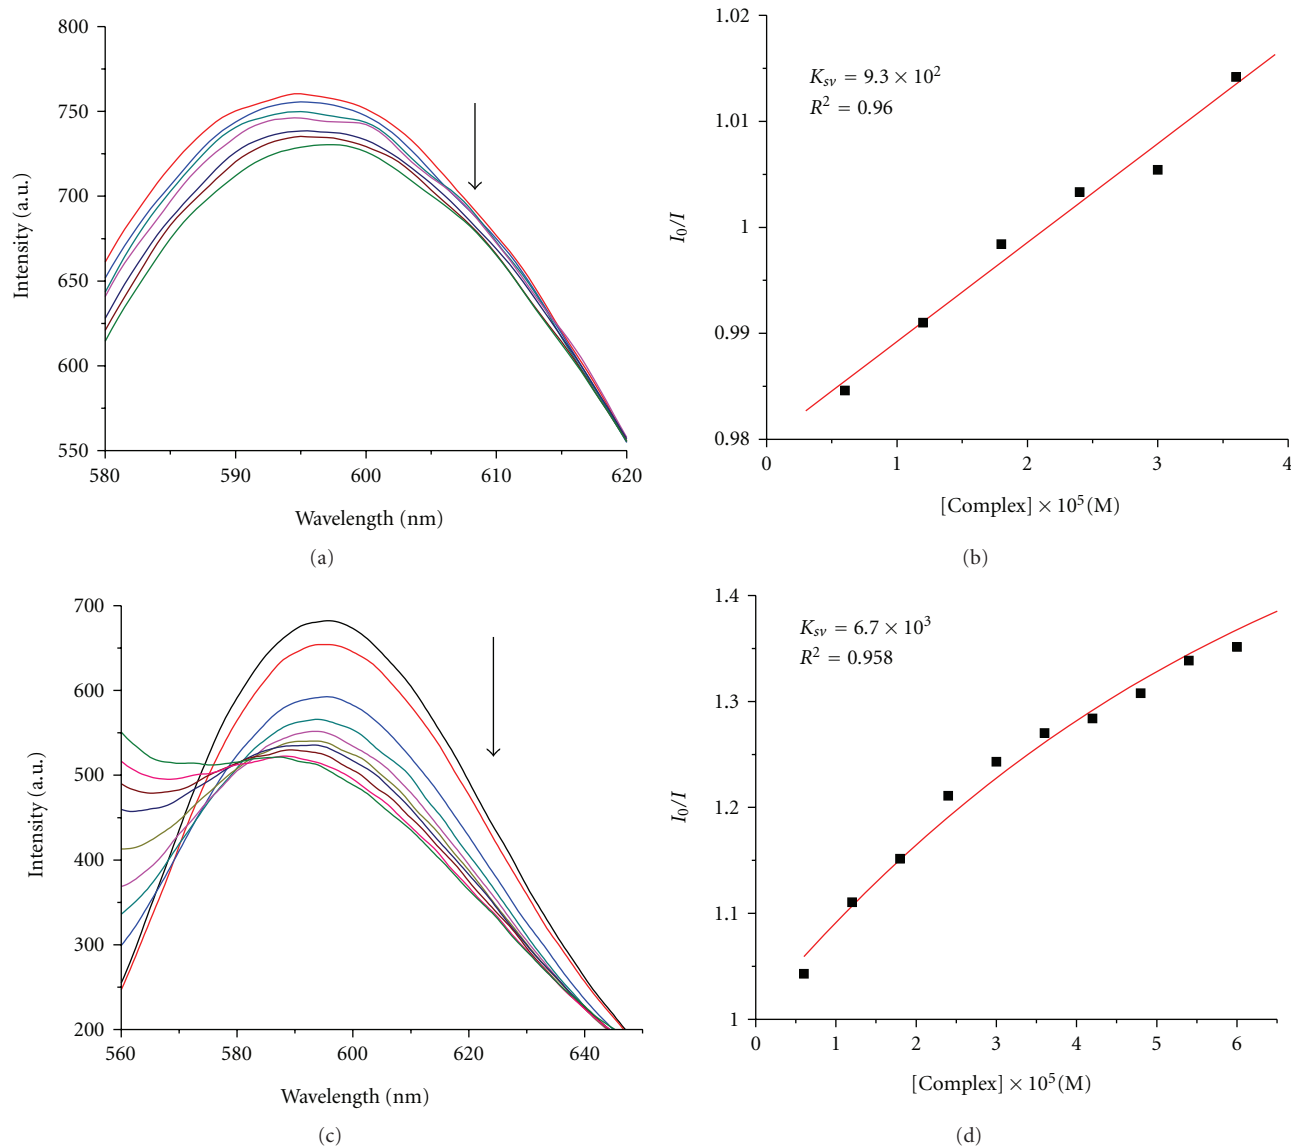 800
750
700
650
600
550
Intensity (a.u.)
580 590 600 610 620
Wavelength (nm)
(a)
1.02
1.01
1
0.99
0.98
I₀/I
K_sv = 9.3 × 10²
R² = 0.96
0 1 2 3 4
[Complex] × 10⁵(M)
(b)
700
600
500
400
300
200
Intensity (a.u.)
560 580 600 620 640
Wavelength (nm)
(c)
1.4
1.3
1.2
1.1
1
I₀/I
K_sv = 6.7 × 10³
R² = 0.958
0 1 2 3 4 5 6
[Complex] × 10⁵(M)
(d)